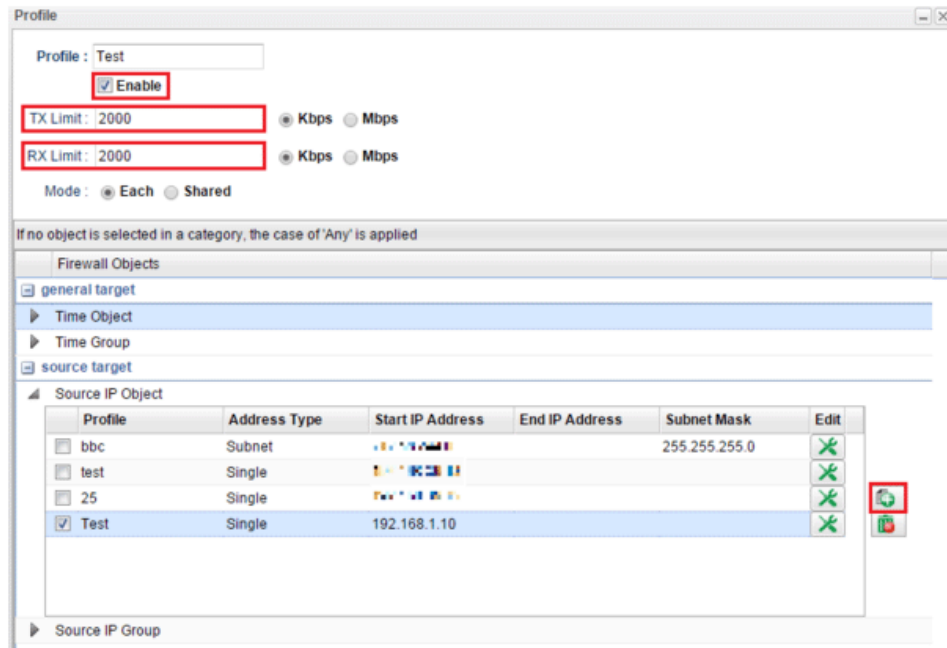 Profile
Profile : Test
Enable
TX Limit : 2000 Kbps Mbps
RX Limit : 2000 Kbps Mbps
Mode : Each Shared
If no object is selected in a category, the case of 'Any' is applied
Firewall Objects
general target
Time Object
Time Group
source target
Source IP Object
Profile Address Type Start IP Address End IP Address Subnet Mask Edit
bbc Subnet 255.255.255.0
test Single
25 Single
Test Single 192.168.1.10
Source IP Group